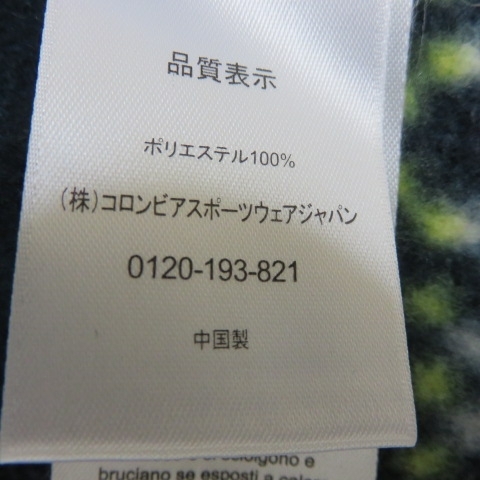 品質表示
ポリエステル100%
(株)コロンビアスポーツウェアジャパン
0120-193-821
中国製
e
bruciano se esposti a